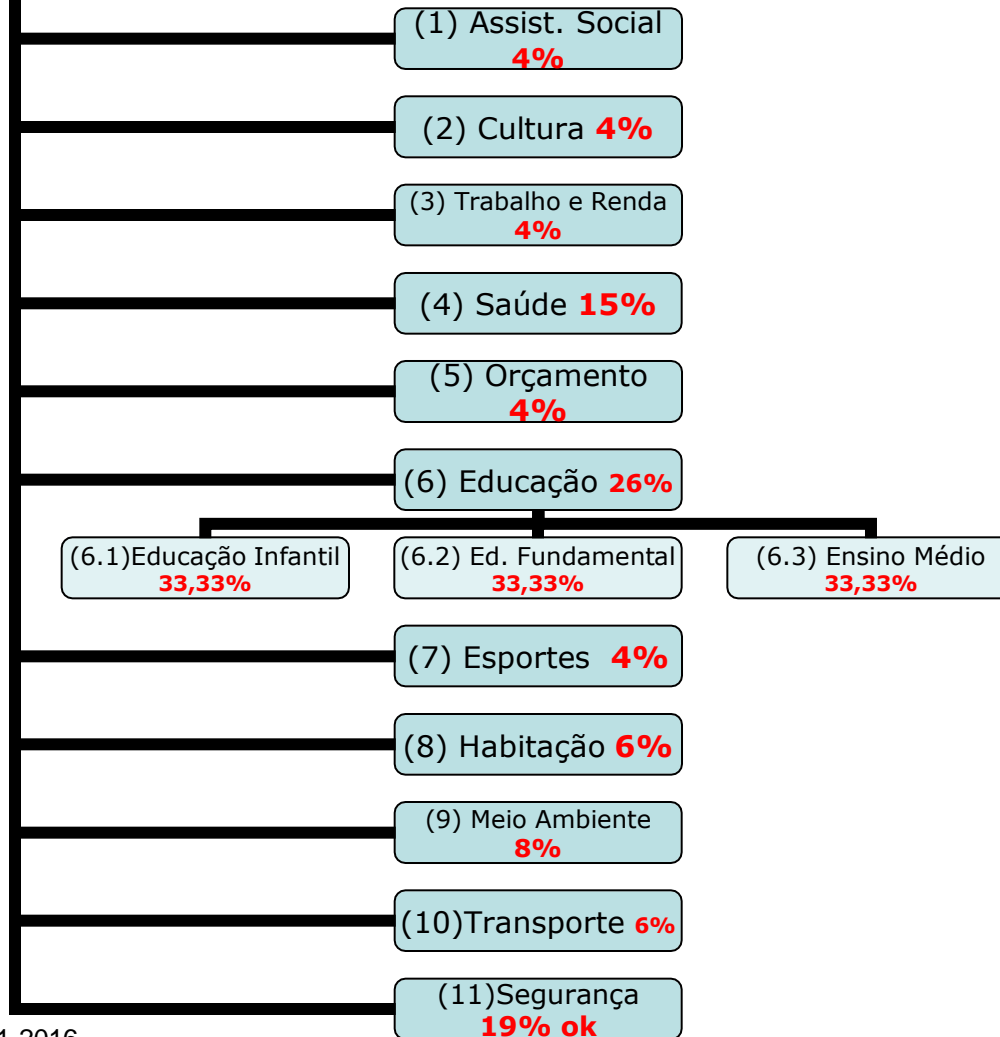 (1) Assist. Social
4%
(2) Cultura 4%
(3) Trabalho e Renda
4%
(4) Saúde 15%
(5) Orçamento
4%
(6) Educação 26%
(6.1)Educação Infantil
33,33%
(6.2) Ed. Fundamental
33,33%
(6.3) Ensino Médio
33,33%
(7) Esportes 4%
(8) Habitação 6%
(9) Meio Ambiente
8%
(10)Transporte 6%
(11)Segurança
19% ok
2016